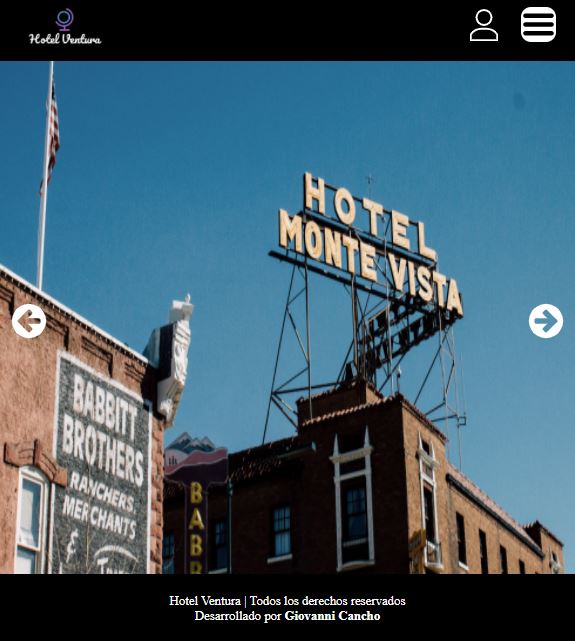 Hotel Ventura
HOTEL
MONTE VISTA
BABBITT
BROTHERS
RANCHERS
MERCHANTS
&
BABB
Hotel Ventura | Todos los derechos reservados
Desarrollado por Giovanni Cancho